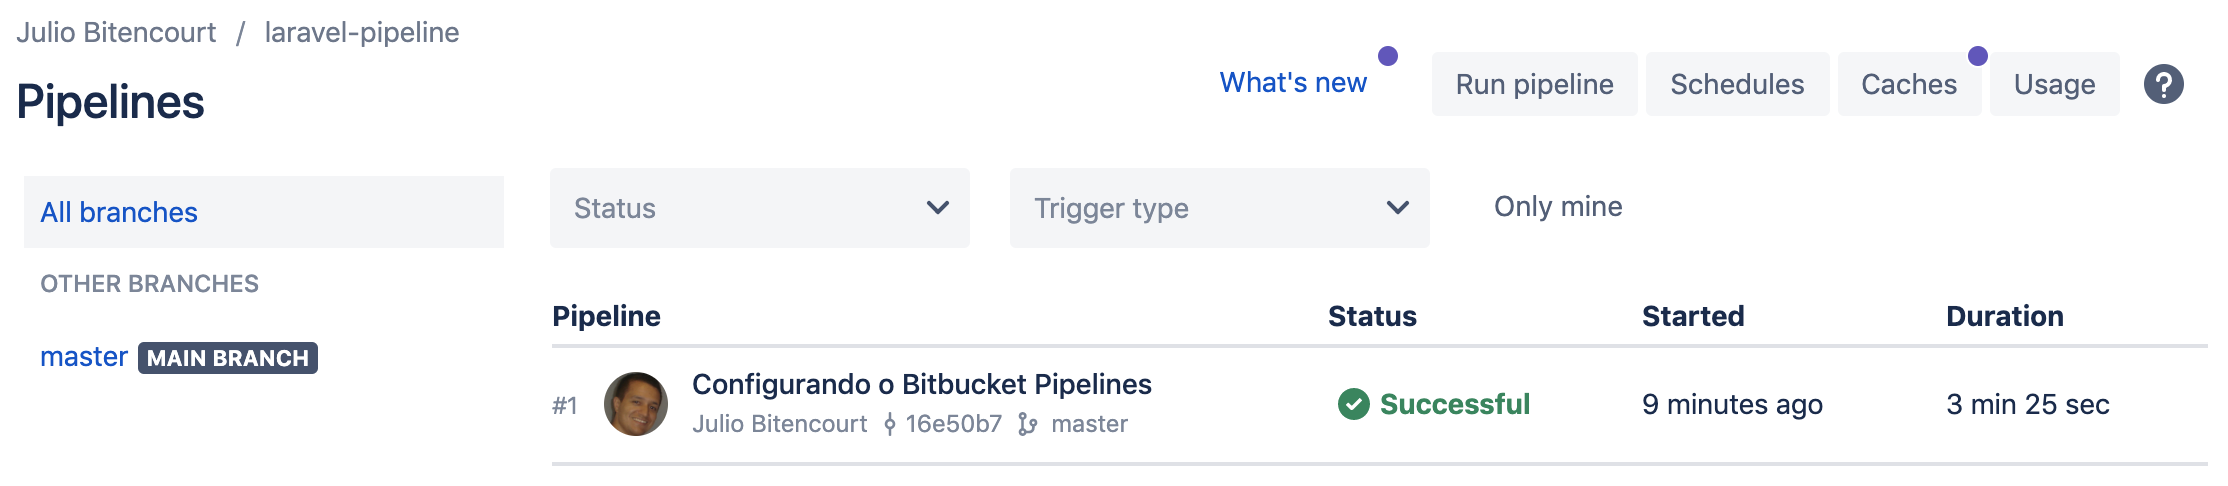 Julio Bitencourt / laravel-pipeline
Pipelines
What's new
Run pipeline
Schedules
Caches
Usage
?
All branches
OTHER BRANCHES
master MAIN BRANCH
Status
Trigger type
Only mine
Pipeline Status Started Duration
#1 Configurando o Bitbucket Pipelines
Julio Bitencourt 16e50b7 master
Successful
9 minutes ago
3 min 25 sec